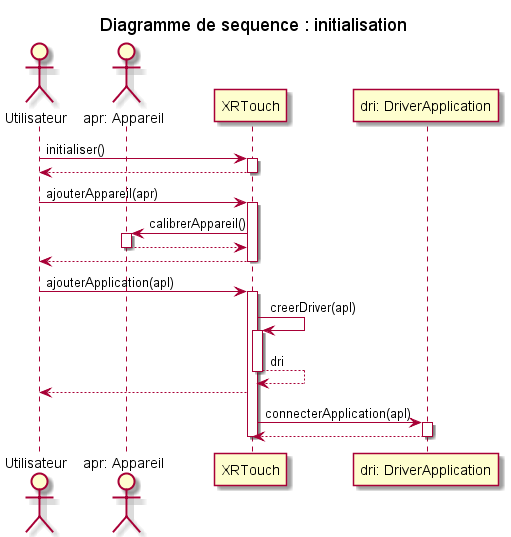 Diagramme de sequence : initialisation
Utilisateur
apr: Appareil
XRTouch
dri: DriverApplication
initialiser()
ajouterAppareil(apr)
calibrerAppareil()
ajouterApplication(apl)
creerDriver(apl)
dri
connecterApplication(apl)
Utilisateur
apr: Appareil
XRTouch
dri: DriverApplication